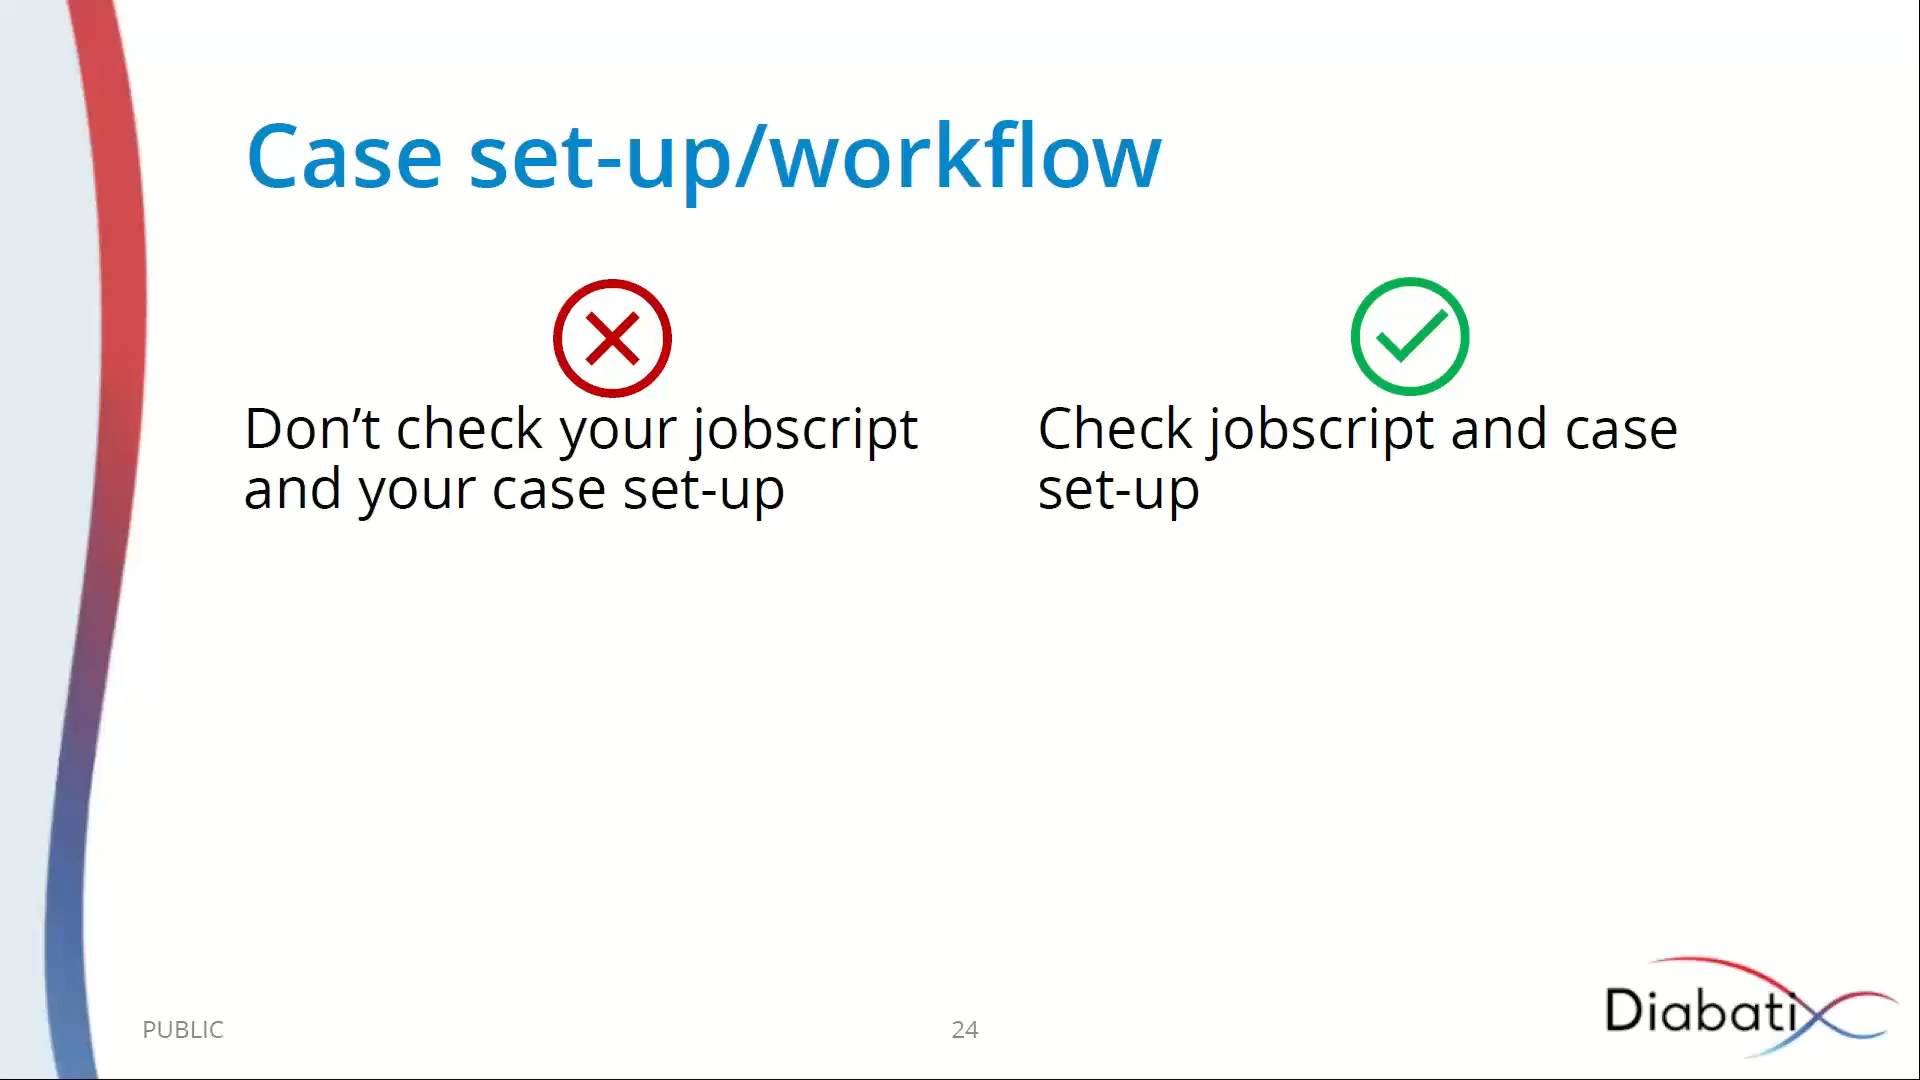 Case set-up/workflow
Don’t check your jobscript
and your case set-up
Check jobscript and case
set-up
PUBLIC
24
Diabatix